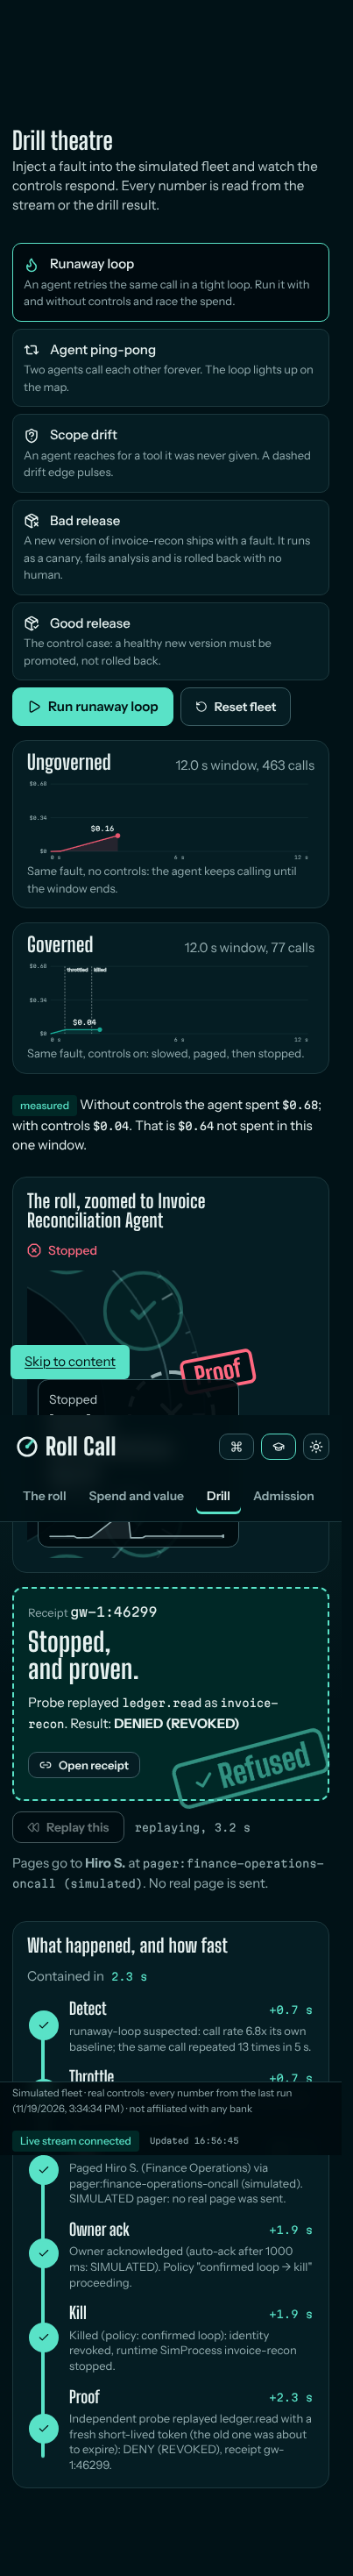 Drill theatre
Inject a fault into the simulated fleet and watch the
controls respond. Every number is read from the
stream or the drill result.
Runaway loop
An agent retries the same call in a tight loop. Run it with
and without controls and race the spend.
Agent ping-pong
Two agents call each other forever. The loop lights up on
the map.
Scope drift
An agent reaches for a tool it was never given. A dashed
drift edge pulses.
Bad release
A new version of invoice-recon ships with a fault. It runs
as a canary, fails analysis and is rolled back with no
human.
Good release
The control case: a healthy new version must be
promoted, not rolled back.
Run runaway loop
Reset fleet
Ungoverned
12.0 s window, 463 calls
$0.68
$0.34
$0.16
$0
0 s
6 s
12 s
Same fault, no controls: the agent keeps calling until
the window ends.
Governed
12.0 s window, 77 calls
$0.68
throttled
killed
$0.34
$0.04
$0
0 s
6 s
12 s
Same fault, controls on: slowed, paged, then stopped.
measured Without controls the agent spent $0.68;
with controls $0.04. That is $0.64 not spent in this
one window.
The roll, zoomed to Invoice
Reconciliation Agent
Stopped
Proof
Skip to content
Stopped
Roll Call
The roll
Spend and value
Drill
Admission
Receipt gw-1:46299
Stopped,
and proven.
Probe replayed ledger.read as invoice-
recon. Result: DENIED (REVOKED)
Open receipt
Refused
Replay this
replaying, 3.2 s
Pages go to Hiro S. at pager:finance-operations-
oncall (simulated). No real page is sent.
What happened, and how fast
Contained in 2.3 s
Detect
+0.7 s
runaway-loop suspected: call rate 6.8x its own
baseline; the same call repeated 13 times in 5 s.
Throttle
+0.7 s
Simulated fleet · real controls · every number from the last run
(11/19/2026, 3:34:34 PM) · not affiliated with any bank
Live stream connected
Updated 16:56:45
Paged Hiro S. (Finance Operations) via
pager:finance-operations-oncall (simulated).
SIMULATED pager: no real page was sent.
Owner ack
+1.9 s
Owner acknowledged (auto-ack after 1000
ms: SIMULATED). Policy "confirmed loop → kill"
proceeding.
Kill
+1.9 s
Killed (policy: confirmed loop): identity
revoked, runtime SimProcess invoice-recon
stopped.
Proof
+2.3 s
Independent probe replayed ledger.read with a
fresh short-lived token (the old one was about
to expire): DENY (REVOKED), receipt gw-
1:46299.